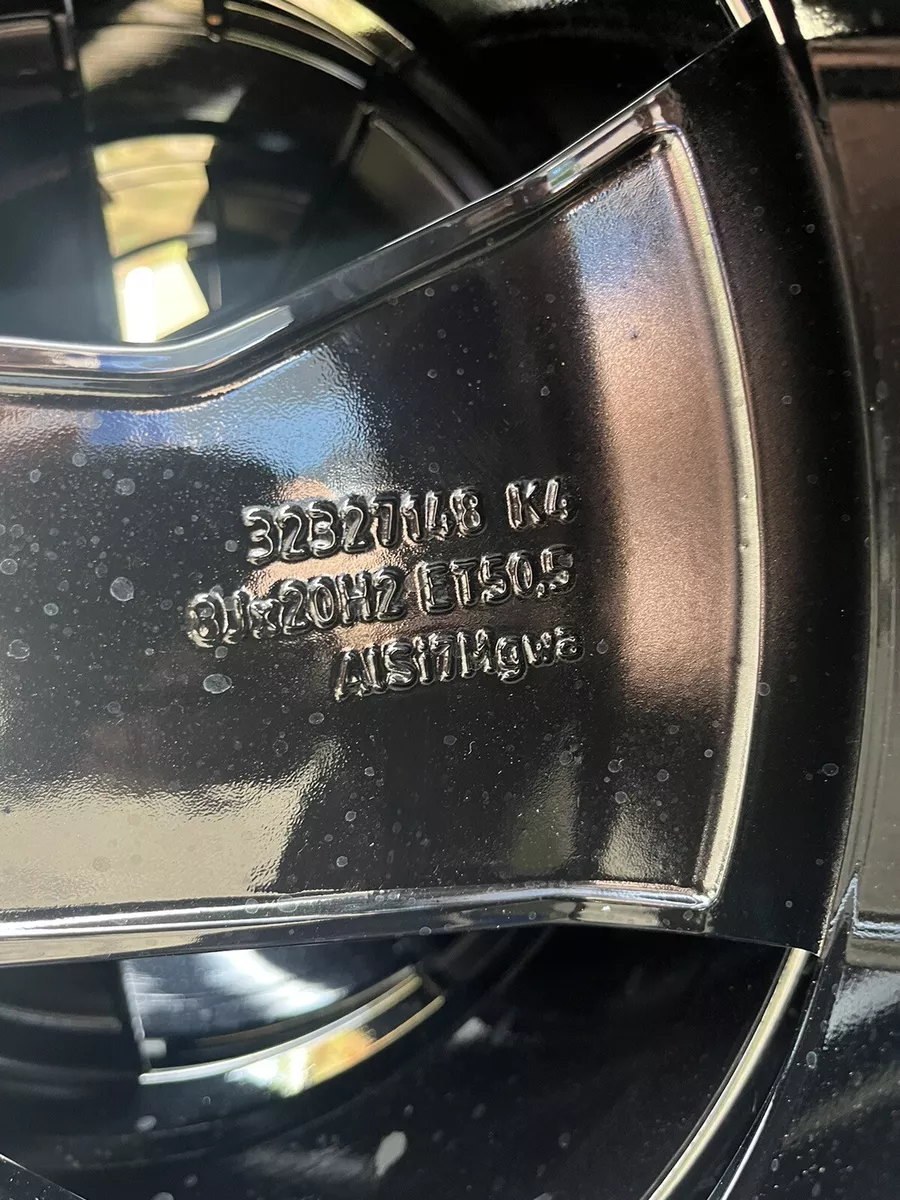 32327148 K4
8Jx20H2 ET50,5
AlSi7Mgwa